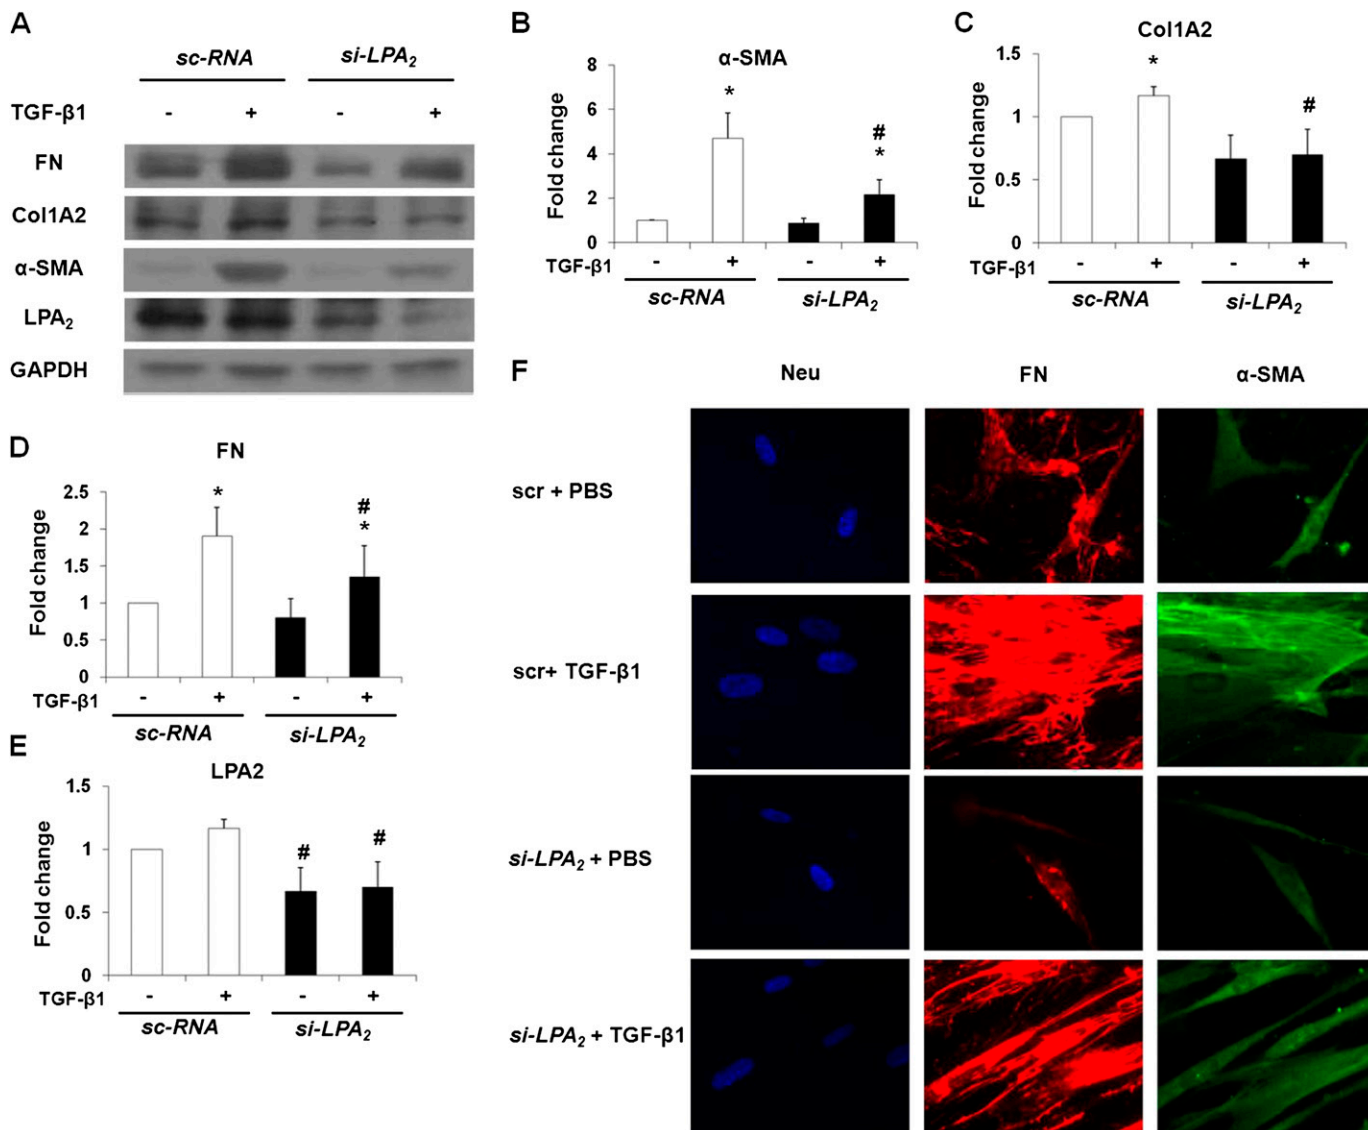 A
sc-RNA si-LPA₂
TGF-β1 - + - +
FN
Col1A2
α-SMA
LPA₂
GAPDH
B
α-SMA
Fold change
8
6
4
2
0
*
#
*
TGF-β1 - + - +
sc-RNA si-LPA₂
C
Col1A2
Fold change
1.5
1
0.5
0
*
#
TGF-β1 - + - +
sc-RNA si-LPA₂
D
FN
Fold change
2.5
2
1.5
1
0.5
0
*
#
*
TGF-β1 - + - +
sc-RNA si-LPA₂
E
LPA2
Fold change
1.5
1
0.5
0
# #
TGF-β1 - + - +
sc-RNA si-LPA₂
F
Neu FN α-SMA
scr + PBS
scr+ TGF-β1
si-LPA₂ + PBS
si-LPA₂ + TGF-β1